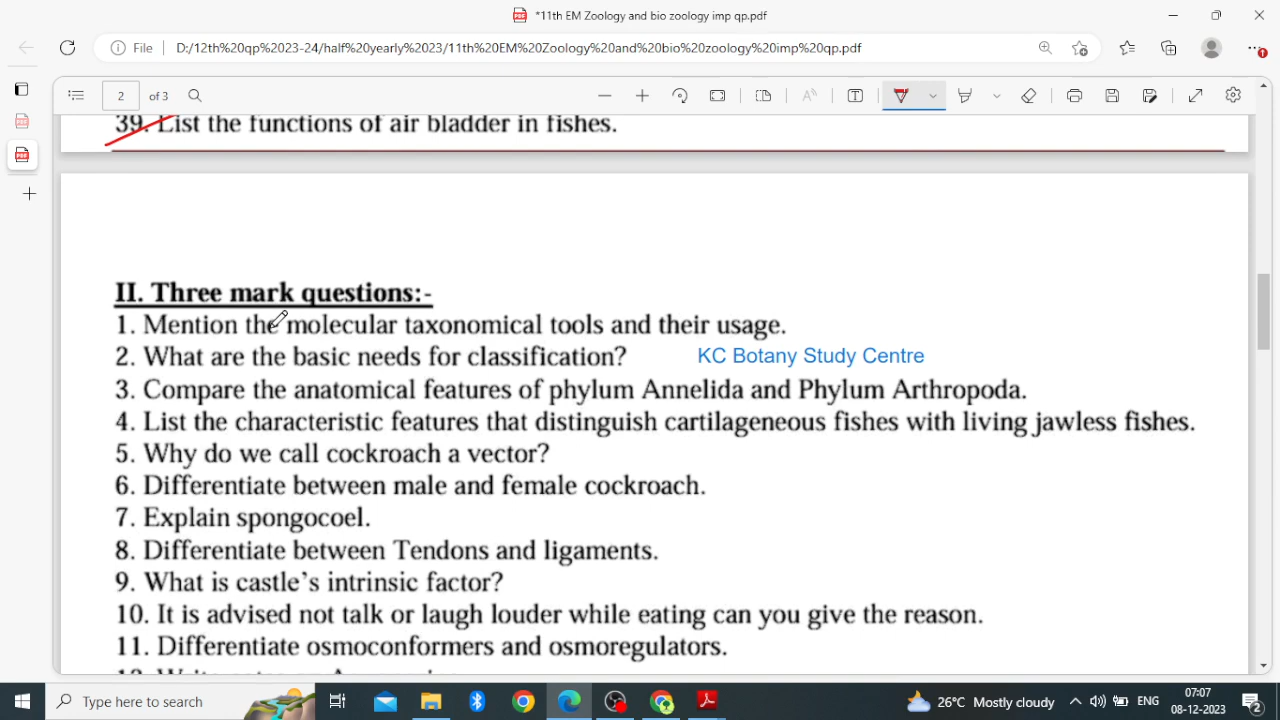 *11th EM Zoology and bio zoology imp qp.pdf
File D:/12th%20qp%2023-24/half%20yearly%2023/11th%20EM%20Zoology%20and%20bio%20zoology%20imp%20qp.pdf
2 of 3
39. List the functions of air bladder in fishes.
II. Three mark questions:-
1. Mention the molecular taxonomical tools and their usage.
2. What are the basic needs for classification? KC Botany Study Centre
3. Compare the anatomical features of phylum Annelida and Phylum Arthropoda.
4. List the characteristic features that distinguish cartilageneous fishes with living jawless fishes.
5. Why do we call cockroach a vector?
6. Differentiate between male and female cockroach.
7. Explain spongocoel.
8. Differentiate between Tendons and ligaments.
9. What is castle's intrinsic factor?
10. It is advised not talk or laugh louder while eating can you give the reason.
11. Differentiate osmoconformers and osmoregulators.
Type here to search 26°C Mostly cloudy ENG 07:07
08-12-2023 2